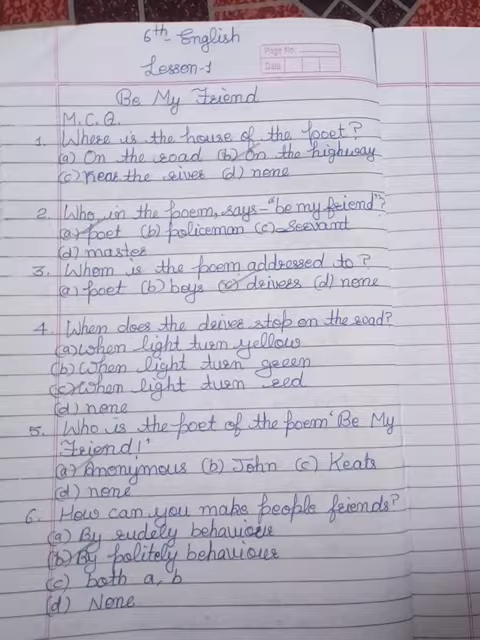 6th English
Page No.:
Date
Lesson-1
Be My Friend
M.C.Q.
1. Where is the house of the poet?
(a) On the road (b) On the highway
(c) near the river (d) none
2. Who, in the poem, says - "be my friend"?
(a) poet (b) policeman (c) servant
(d) master
3. Whom is the poem addressed to?
(a) poet (b) boys (c) drivers (d) none
4. When does the driver stop on the road?
(a) When light turn yellow
(b) When light turn green
(c) When light turn red
(d) none
5. Who is the poet of the poem 'Be My
Friend!'
(a) Anonymous (b) John (c) Keats
(d) none
6. How can you make people friends?
(a) By rudely behaviour
(b) By politely behaviour
(c) both a, b
(d) None